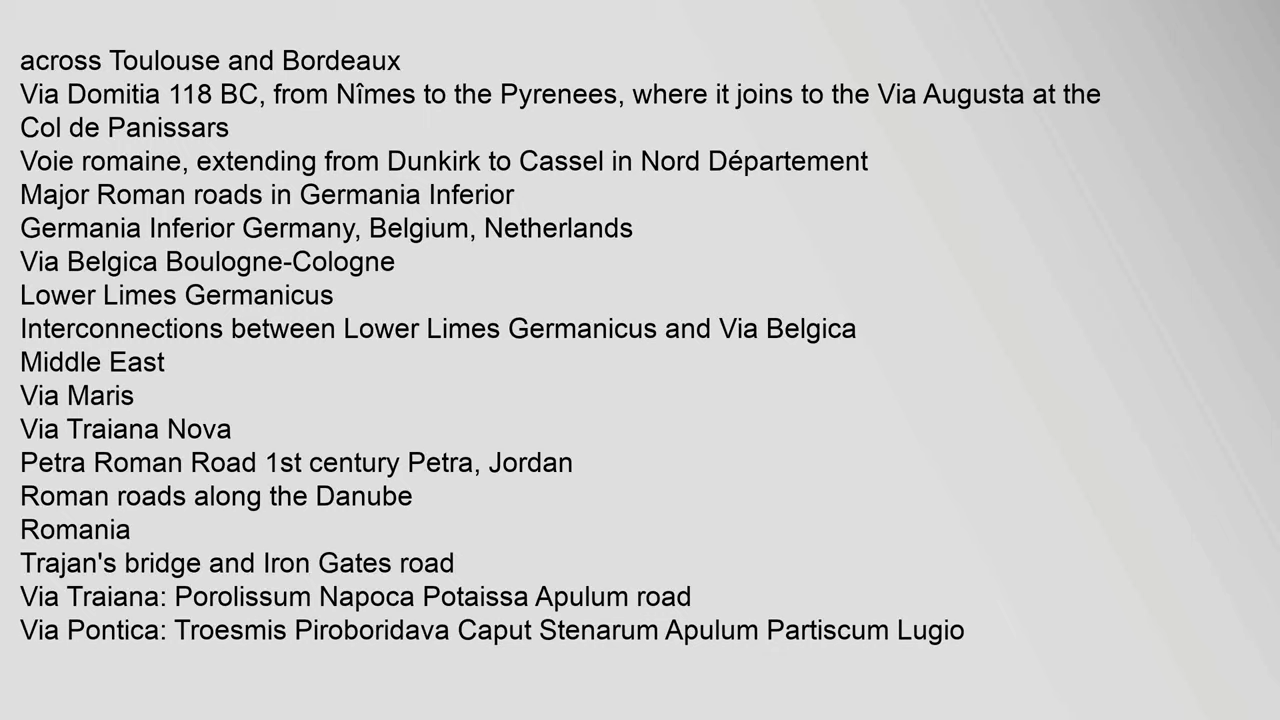 across Toulouse and Bordeaux
Via Domitia 118 BC, from Nîmes to the Pyrenees, where it joins to the Via Augusta at the
Col de Panissars
Voie romaine, extending from Dunkirk to Cassel in Nord Département
Major Roman roads in Germania Inferior
Germania Inferior Germany, Belgium, Netherlands
Via Belgica Boulogne-Cologne
Lower Limes Germanicus
Interconnections between Lower Limes Germanicus and Via Belgica
Middle East
Via Maris
Via Traiana Nova
Petra Roman Road 1st century Petra, Jordan
Roman roads along the Danube
Romania
Trajan's bridge and Iron Gates road
Via Traiana: Porolissum Napoca Potaissa Apulum road
Via Pontica: Troesmis Piroboridava Caput Stenarum Apulum Partiscum Lugio